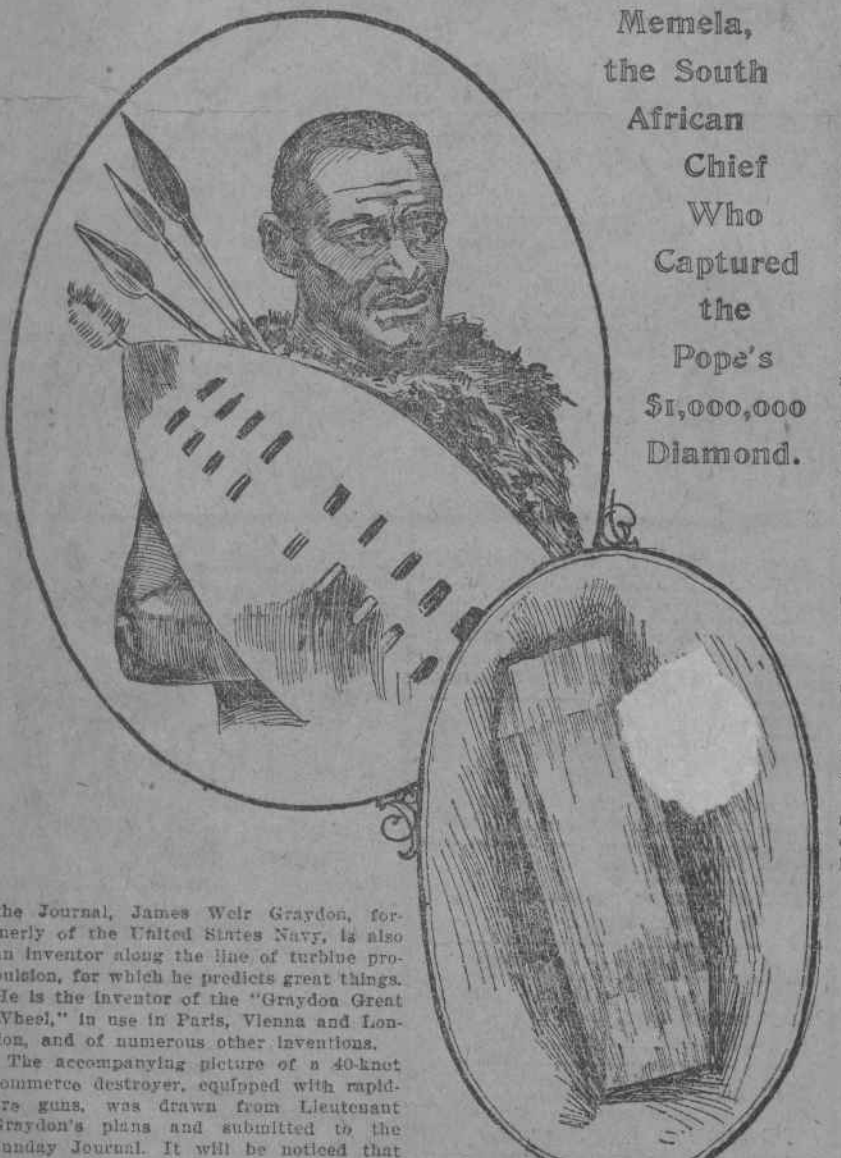 Memela,
the South
African
Chief
Who
Captured
the
Pope's
$1,000,000
Diamond.
the Journal, James Weir Graydon, for-
merly of the United States Navy, is also
an inventor along the line of turbine pro-
pulsion, for which he predicts great things.
He is the inventor of the "Graydon Great
Wheel," in use in Paris, Vienna and Lon-
don, and of numerous other inventions.
The accompanying picture of a 40-knot
commerce destroyer, equipped with rapid-
fire guns, was drawn from Lieutenant
Graydon's plans and submitted to the
Sunday Journal. It will be noticed that